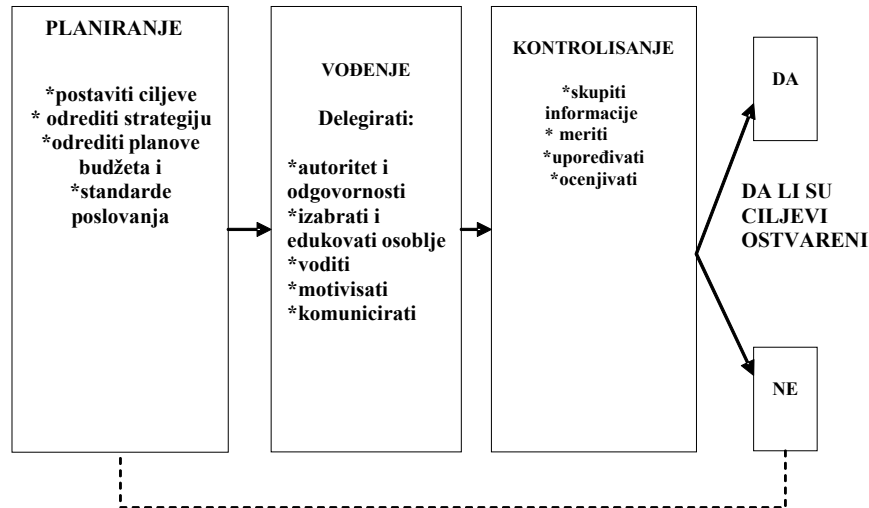 PLANIRANJE
*postaviti ciljeve
* odrediti strategiju
*odrediti planove
budžeta i
*standarde
poslovanja
VOĐENJE
Delegirati:
*autoritet i
odgovornosti
*izabrati i
edukovati osoblje
*voditi
*motivisati
*komunicirati
KONTROLISANJE
*skupiti
informacije
* meriti
*upoređivati
*ocenjivati
DA
DA LI SU
CILJEVI
OSTVARENI
NE